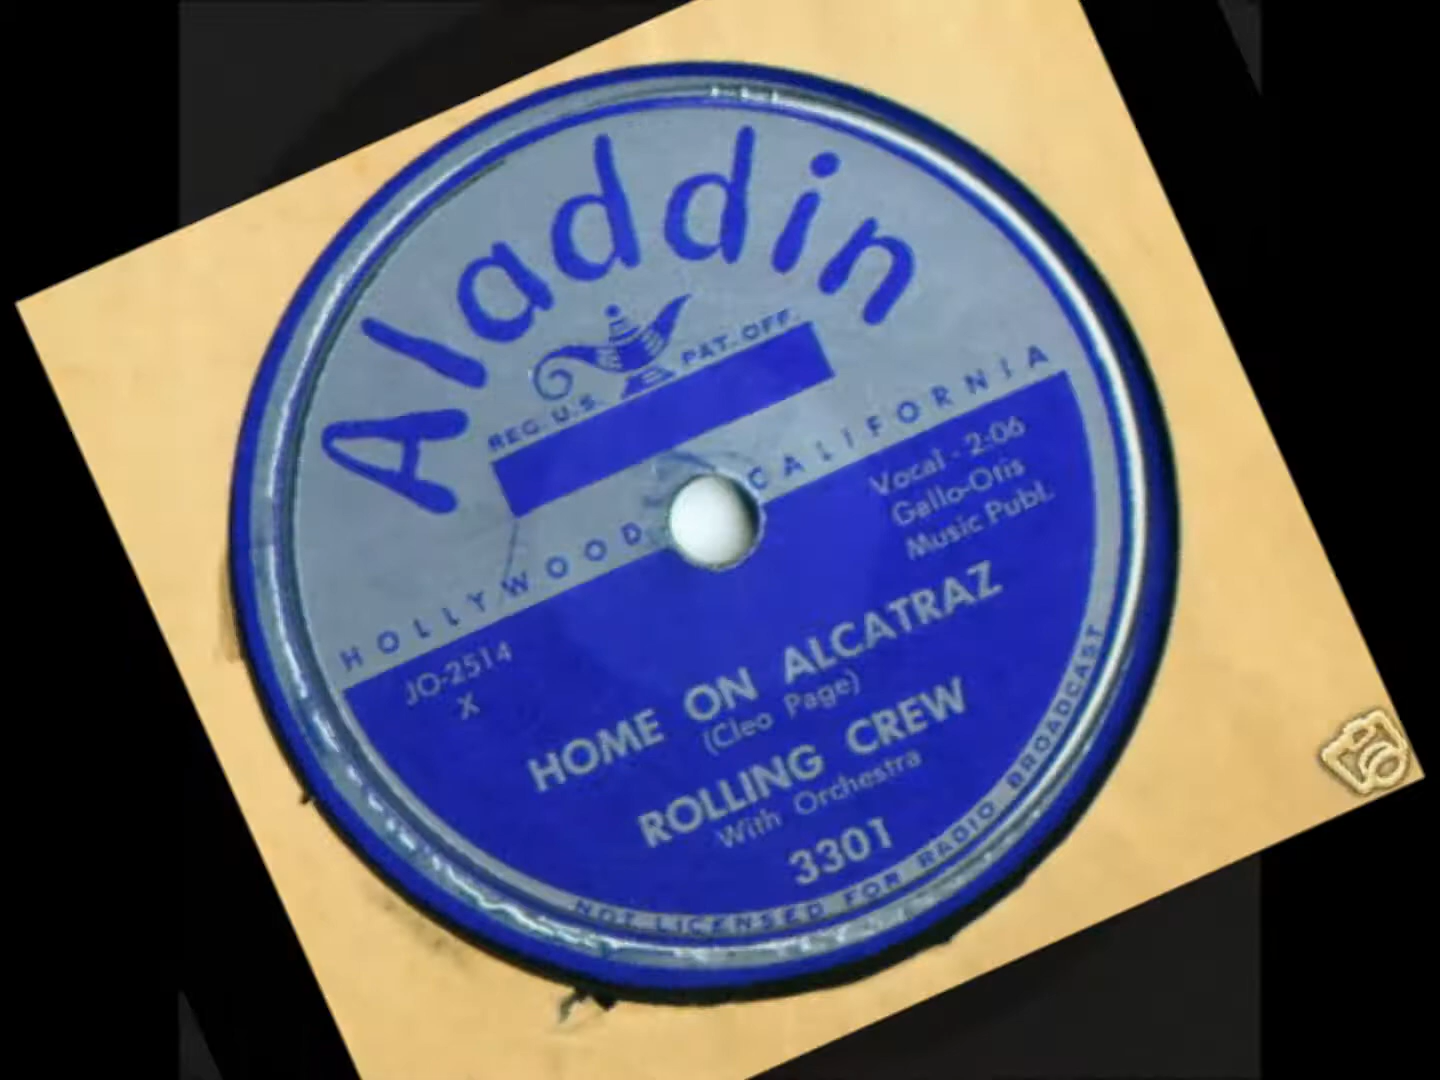 Aladdin
REG. U.S. PAT. OFF.
HOLLYWOOD CALIFORNIA
Vocal - 2:06
Gallo-Otis
Music Publ.
JO-2514
X
HOME ON ALCATRAZ
(Cleo Page)
ROLLING CREW
With Orchestra
3301
NOT LICENSED FOR RADIO BROADCAST